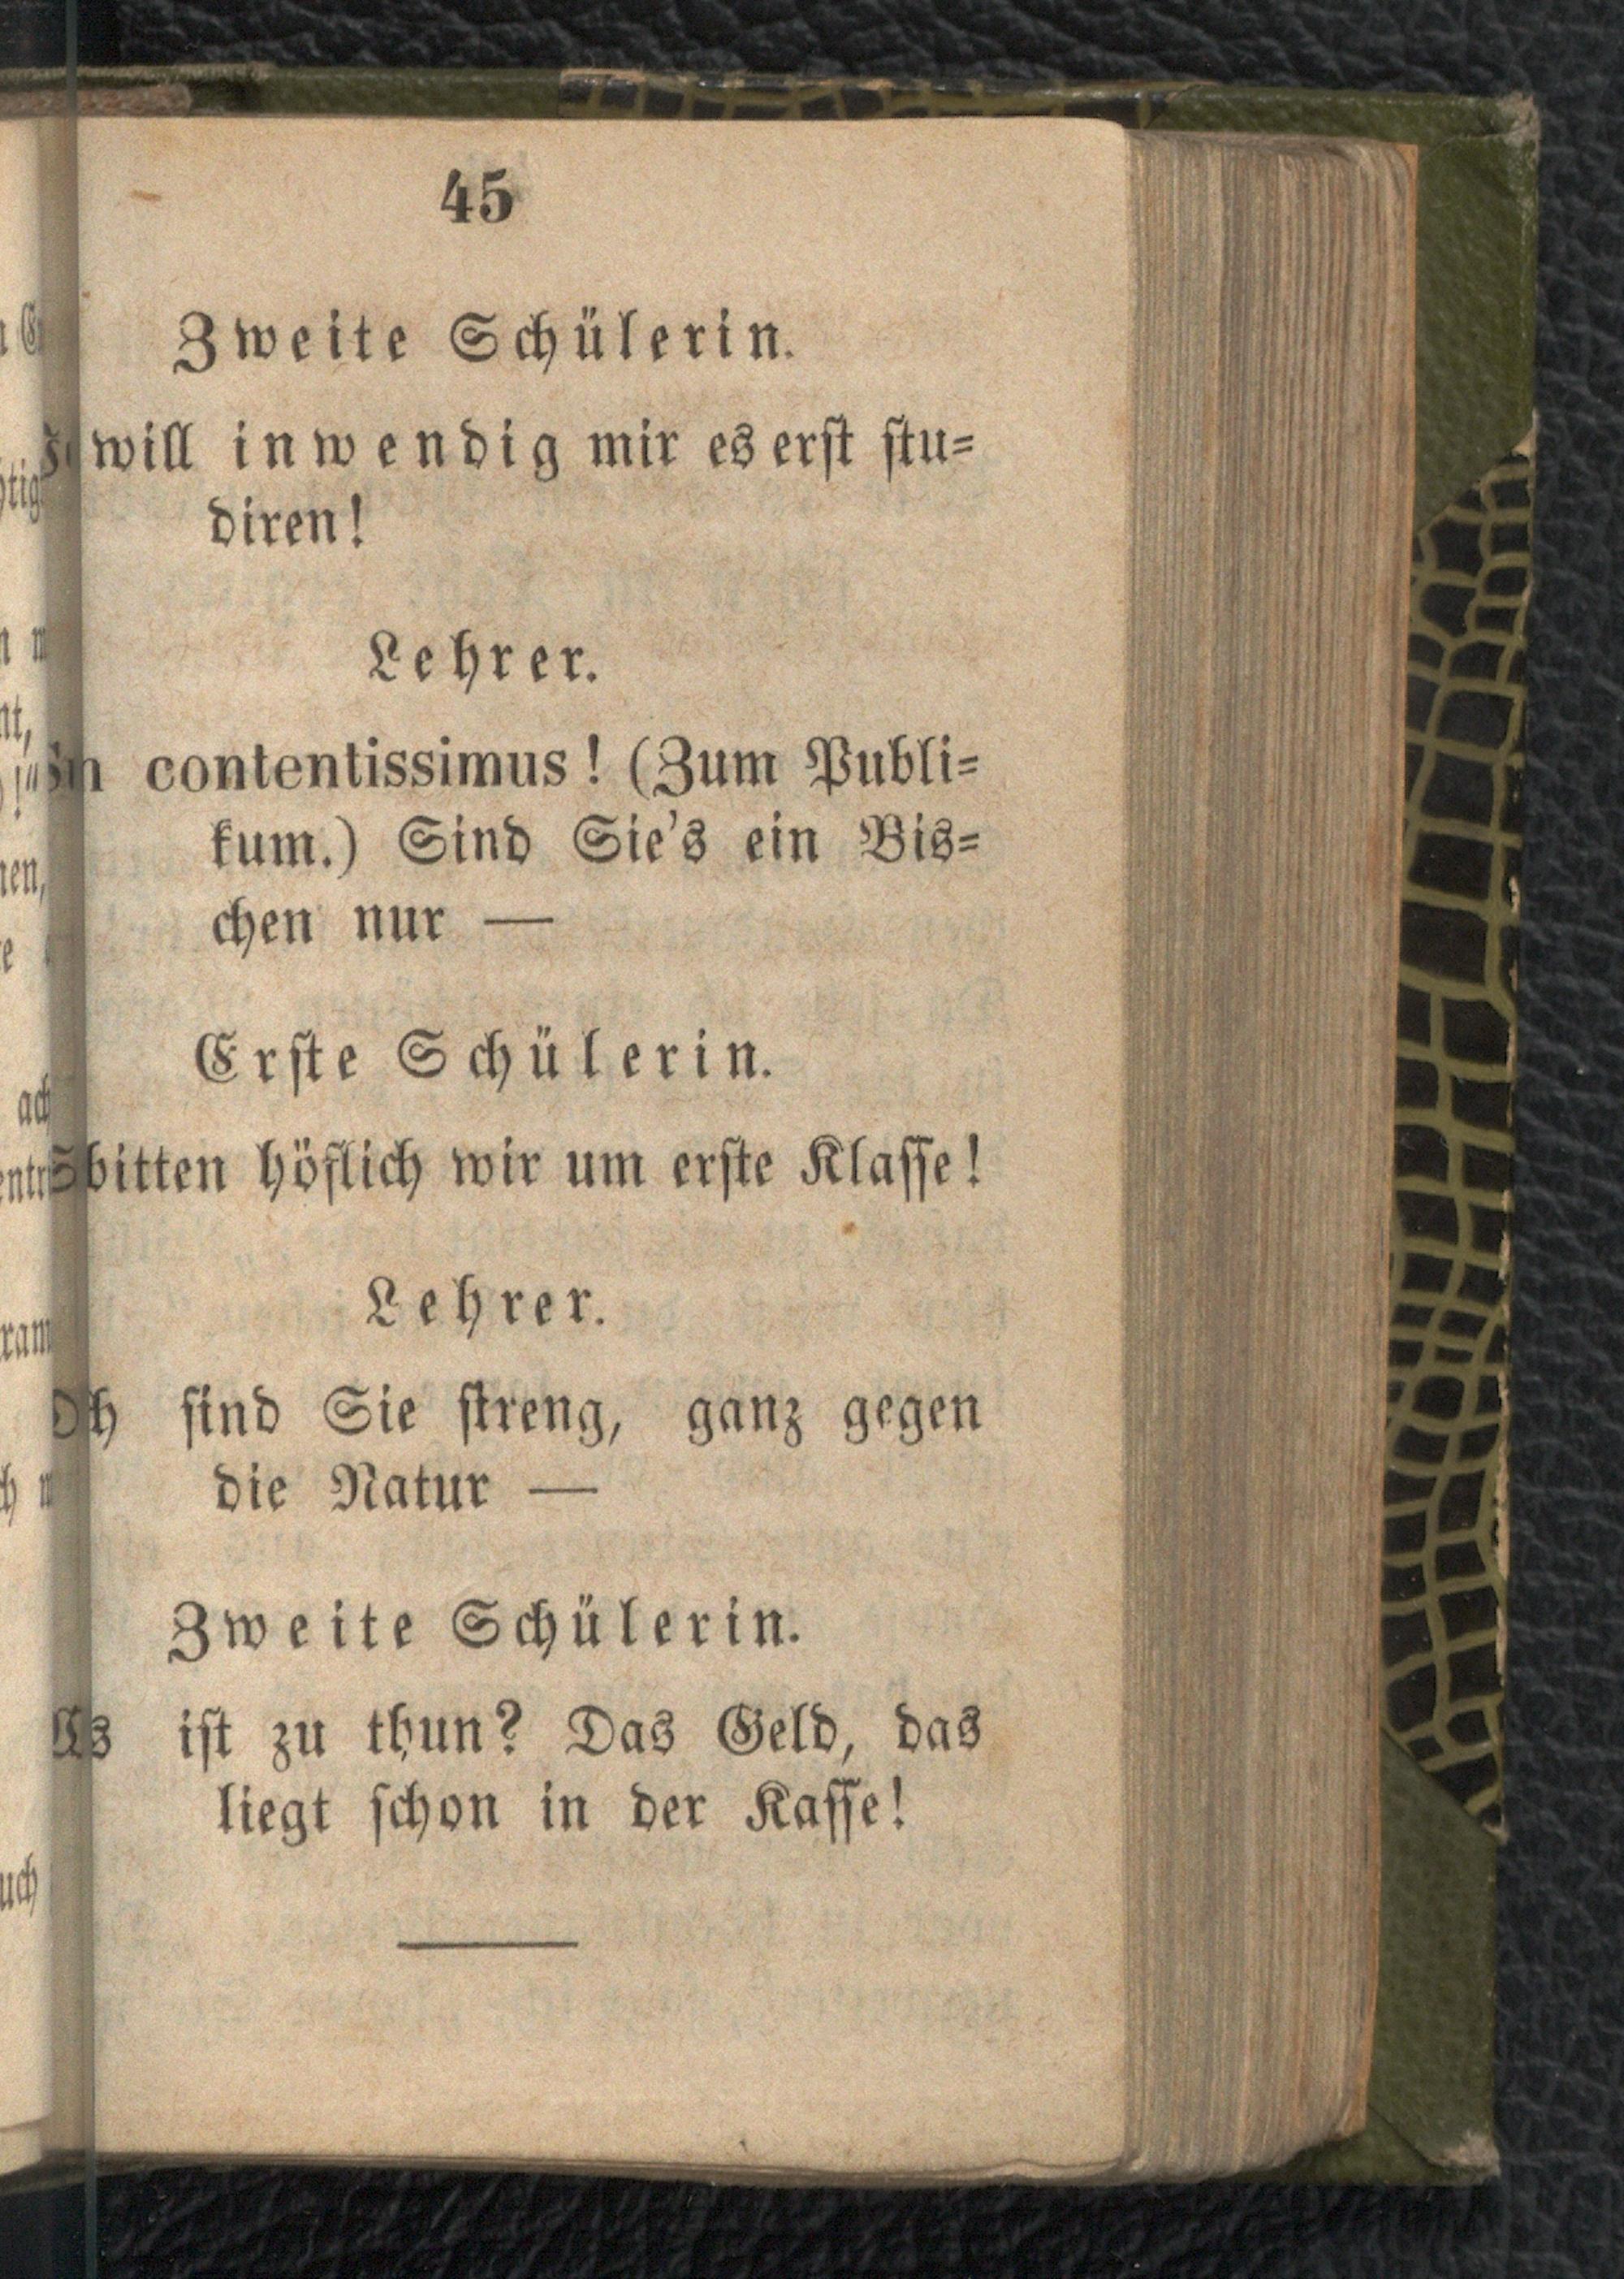 45
Zweite Schülerin.
will inwendig mir es erst stu-
diren!
Lehrer.
contentissimus! (Zum Publi-
kum.) Sind Sie's ein Bis-
chen nur —
Erste Schülerin.
bitten höflich wir um erste Klasse!
Lehrer.
sind Sie streng, ganz gegen
die Natur —
Zweite Schülerin.
ist zu thun? Das Geld, das
liegt schon in der Kasse!